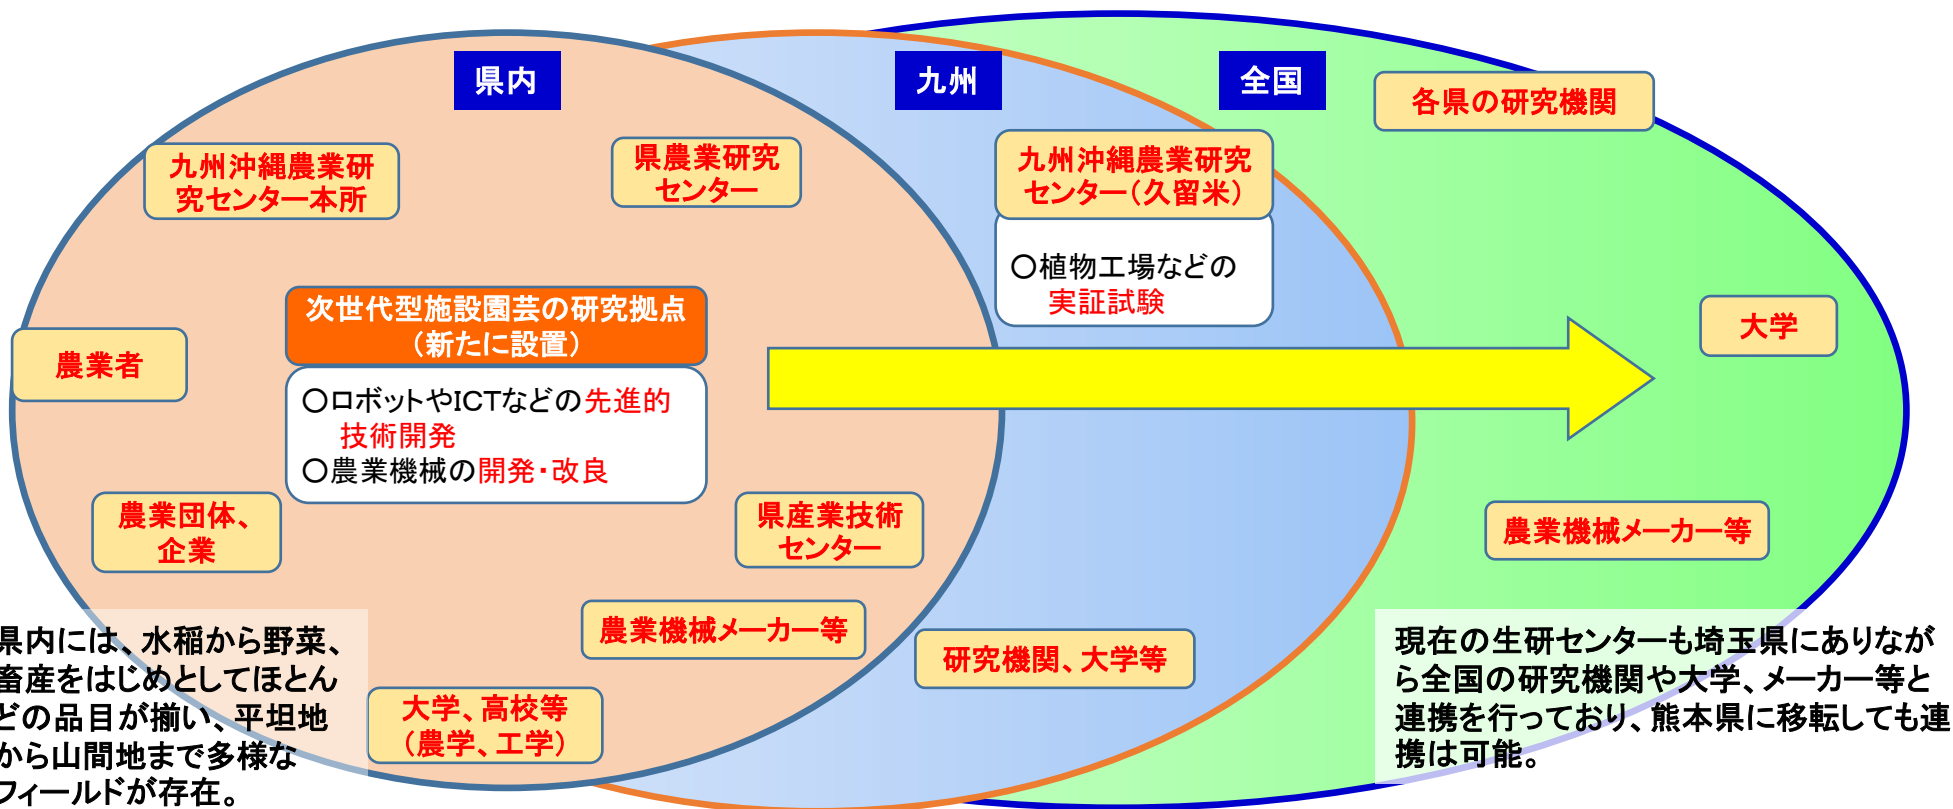 県内
九州
全国
各県の研究機関
九州沖縄農業研
究センター本所
県農業研究
センター
九州沖縄農業研究
センター（久留米）
〇植物工場などの
実証試験
次世代型施設園芸の研究拠点
（新たに設置）
〇ロボットやICTなどの先進的
技術開発
〇農業機械の開発・改良
農業者
大学
農業団体、
企業
県産業技術
センター
農業機械メーカー等
農業機械メーカー等
研究機関、大学等
大学、高校等
（農学、工学）
県内には、水稲から野菜、
畜産をはじめとしてほとん
どの品目が揃い、平坦地
から山間地まで多様な
フィールドが存在。
現在の生研センターも埼玉県にありなが
ら全国の研究機関や大学、メーカー等と
連携を行っており、熊本県に移転しても連
携は可能。